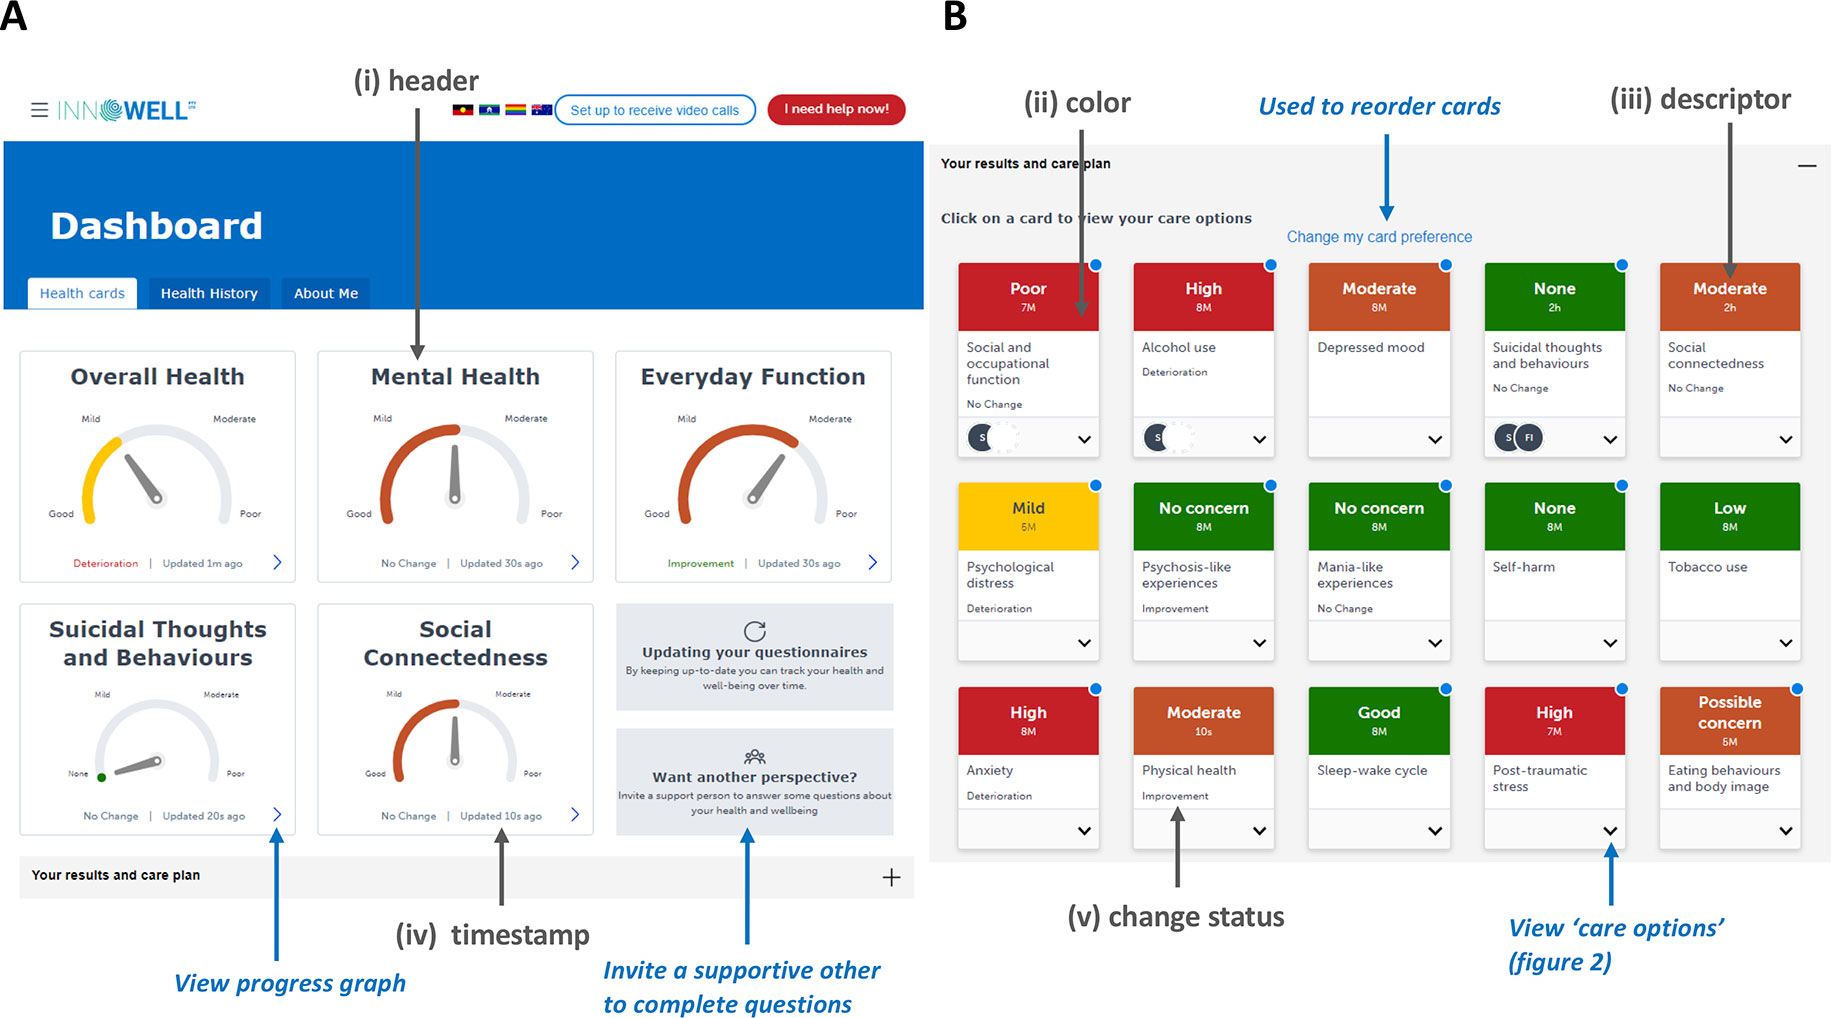 A
(i) header
INNOWELL
Set up to receive video calls
I need help now!
Dashboard
Health cards
Health History
About Me
Overall Health
Mild
Moderate
Good
Poor
Deterioration | Updated 1m ago
Mental Health
Mild
Moderate
Good
Poor
No Change | Updated 30s ago
Everyday Function
Mild
Moderate
Good
Poor
Improvement | Updated 30s ago
Suicidal Thoughts
and Behaviours
Mild
Moderate
None
Poor
No Change | Updated 20s ago
Social
Connectedness
Mild
Moderate
Good
Poor
No Change | Updated 10s ago
Updating your questionnaires
By keeping up-to-date you can track your health and
well-being over time.
Want another perspective?
Invite a support person to answer some questions about
your health and wellbeing
Your results and care plan
(iv) timestamp
View progress graph
Invite a supportive other
to complete questions
B
(ii) color
Used to reorder cards
(iii) descriptor
Your results and care plan
Click on a card to view your care options
Change my card preference
Poor
7M
Social and
occupational
function
No Change
S
High
8M
Alcohol use
Deterioration
S
Moderate
8M
Depressed mood
None
2h
Suicidal thoughts
and behaviours
No Change
S
FI
Moderate
2h
Social
connectedness
No Change
Mild
5M
Psychological
distress
Deterioration
No concern
8M
Psychosis-like
experiences
Improvement
No concern
8M
Mania-like
experiences
No Change
None
8M
Self-harm
Low
8M
Tobacco use
High
8M
Anxiety
Deterioration
Moderate
10s
Physical health
Improvement
Good
8M
Sleep-wake cycle
High
7M
Post-traumatic
stress
Possible
concern
5M
Eating behaviours
and body image
(v) change status
View ‘care options’
(figure 2)